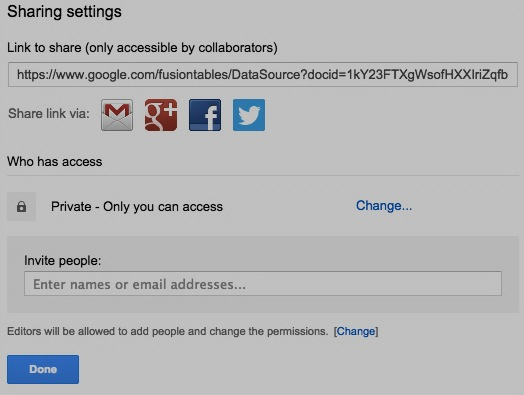 Sharing settings
Link to share (only accessible by collaborators)
https://www.google.com/fusiontables/DataSource?docid=1kY23FTXgWsofHXXIriZqfb
Share link via: M g+ f
Who has access
Private - Only you can access Change...
Invite people:
Enter names or email addresses...
Editors will be allowed to add people and change the permissions. [Change]
Done